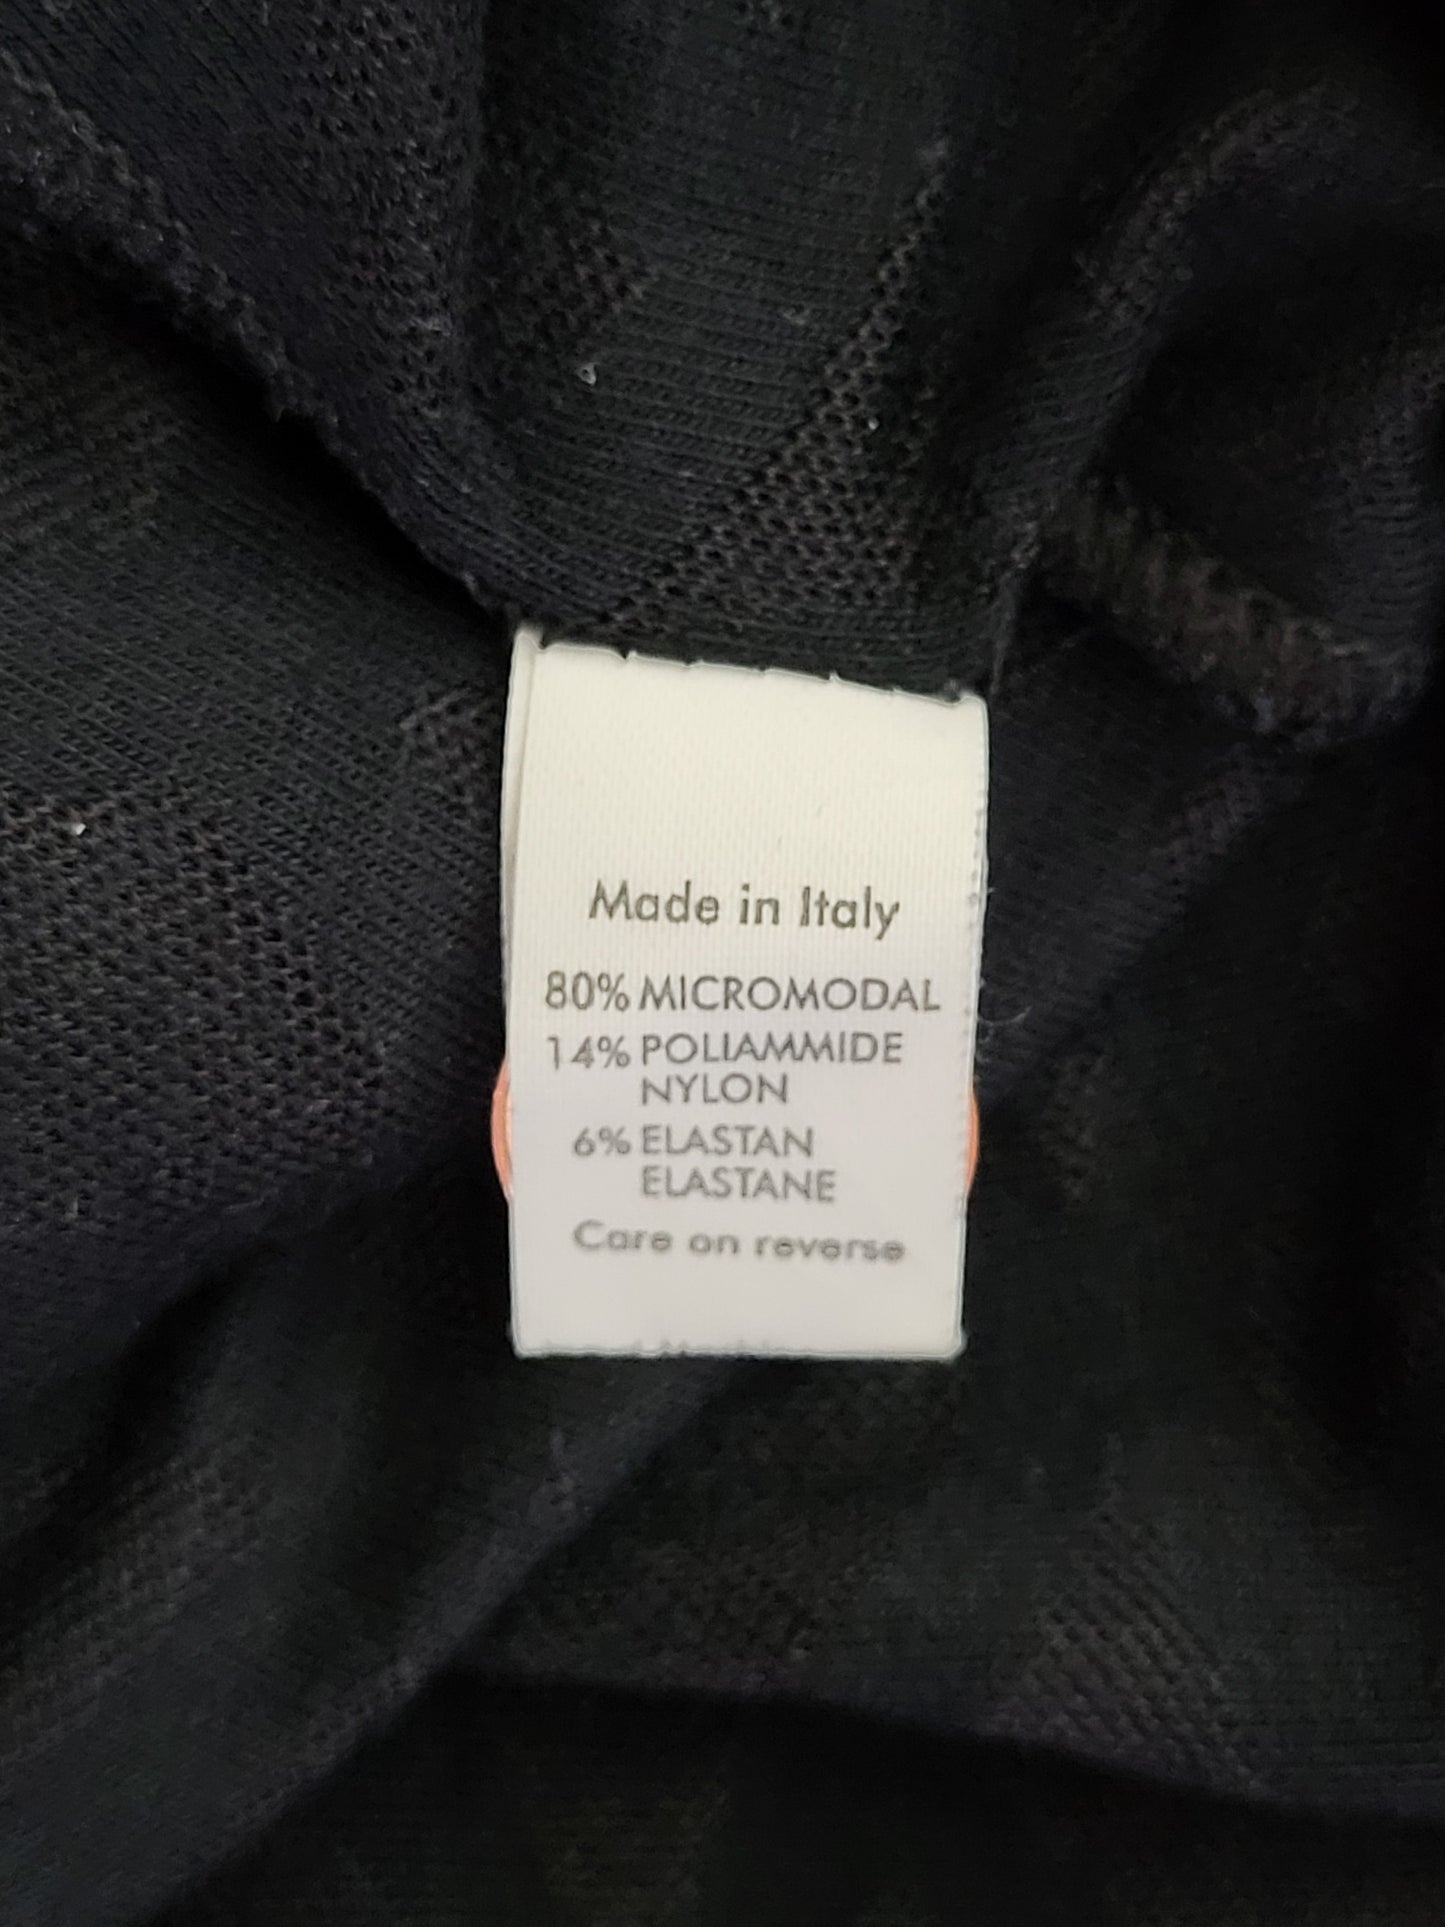 Made in Italy
80% MICROMODAL
14% POLIAMMIDE
NYLON
6% ELASTAN
ELASTANE
Care on reverse